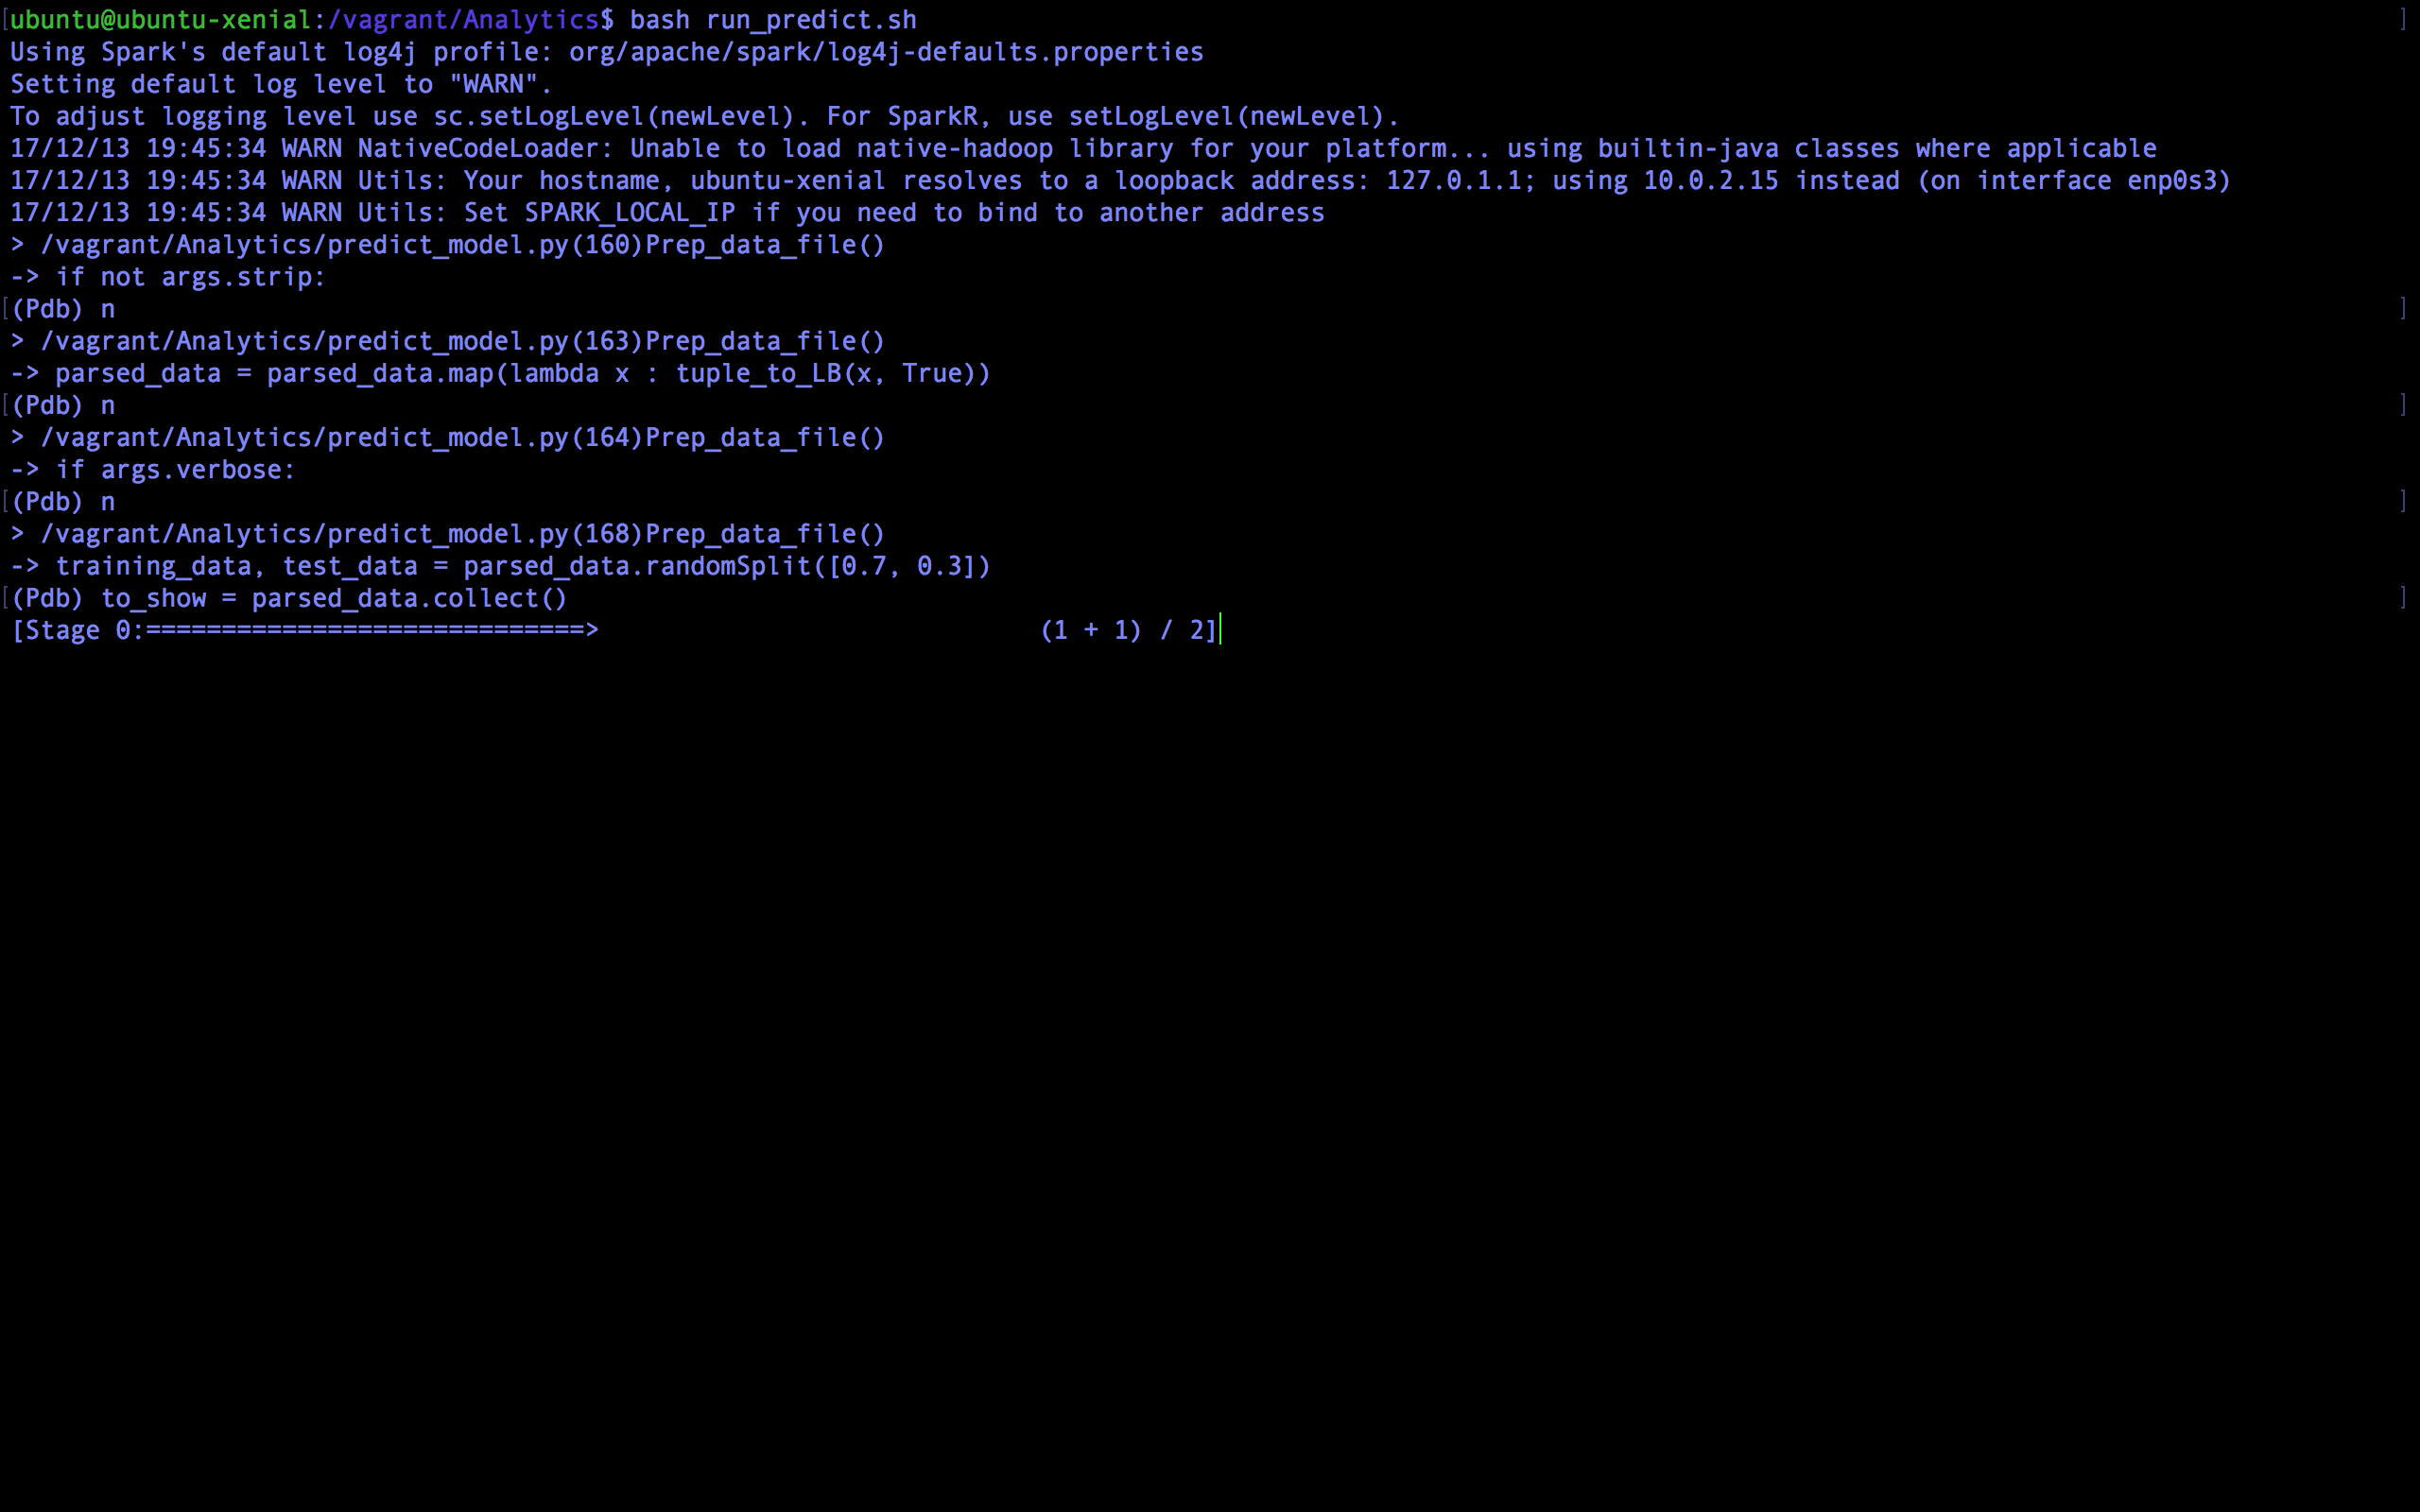 [ubuntu@ubuntu-xenial:/vagrant/Analytics$ bash run_predict.sh ]
Using Spark's default log4j profile: org/apache/spark/log4j-defaults.properties
Setting default log level to "WARN".
To adjust logging level use sc.setLogLevel(newLevel). For SparkR, use setLogLevel(newLevel).
17/12/13 19:45:34 WARN NativeCodeLoader: Unable to load native-hadoop library for your platform... using builtin-java classes where applicable
17/12/13 19:45:34 WARN Utils: Your hostname, ubuntu-xenial resolves to a loopback address: 127.0.1.1; using 10.0.2.15 instead (on interface enp0s3)
17/12/13 19:45:34 WARN Utils: Set SPARK_LOCAL_IP if you need to bind to another address
> /vagrant/Analytics/predict_model.py(160)Prep_data_file()
-> if not args.strip:
[(Pdb) n ]
> /vagrant/Analytics/predict_model.py(163)Prep_data_file()
-> parsed_data = parsed_data.map(lambda x : tuple_to_LB(x, True))
[(Pdb) n ]
> /vagrant/Analytics/predict_model.py(164)Prep_data_file()
-> if args.verbose:
[(Pdb) n ]
> /vagrant/Analytics/predict_model.py(168)Prep_data_file()
-> training_data, test_data = parsed_data.randomSplit([0.7, 0.3])
[(Pdb) to_show = parsed_data.collect() ]
[Stage 0:=============================> (1 + 1) / 2]